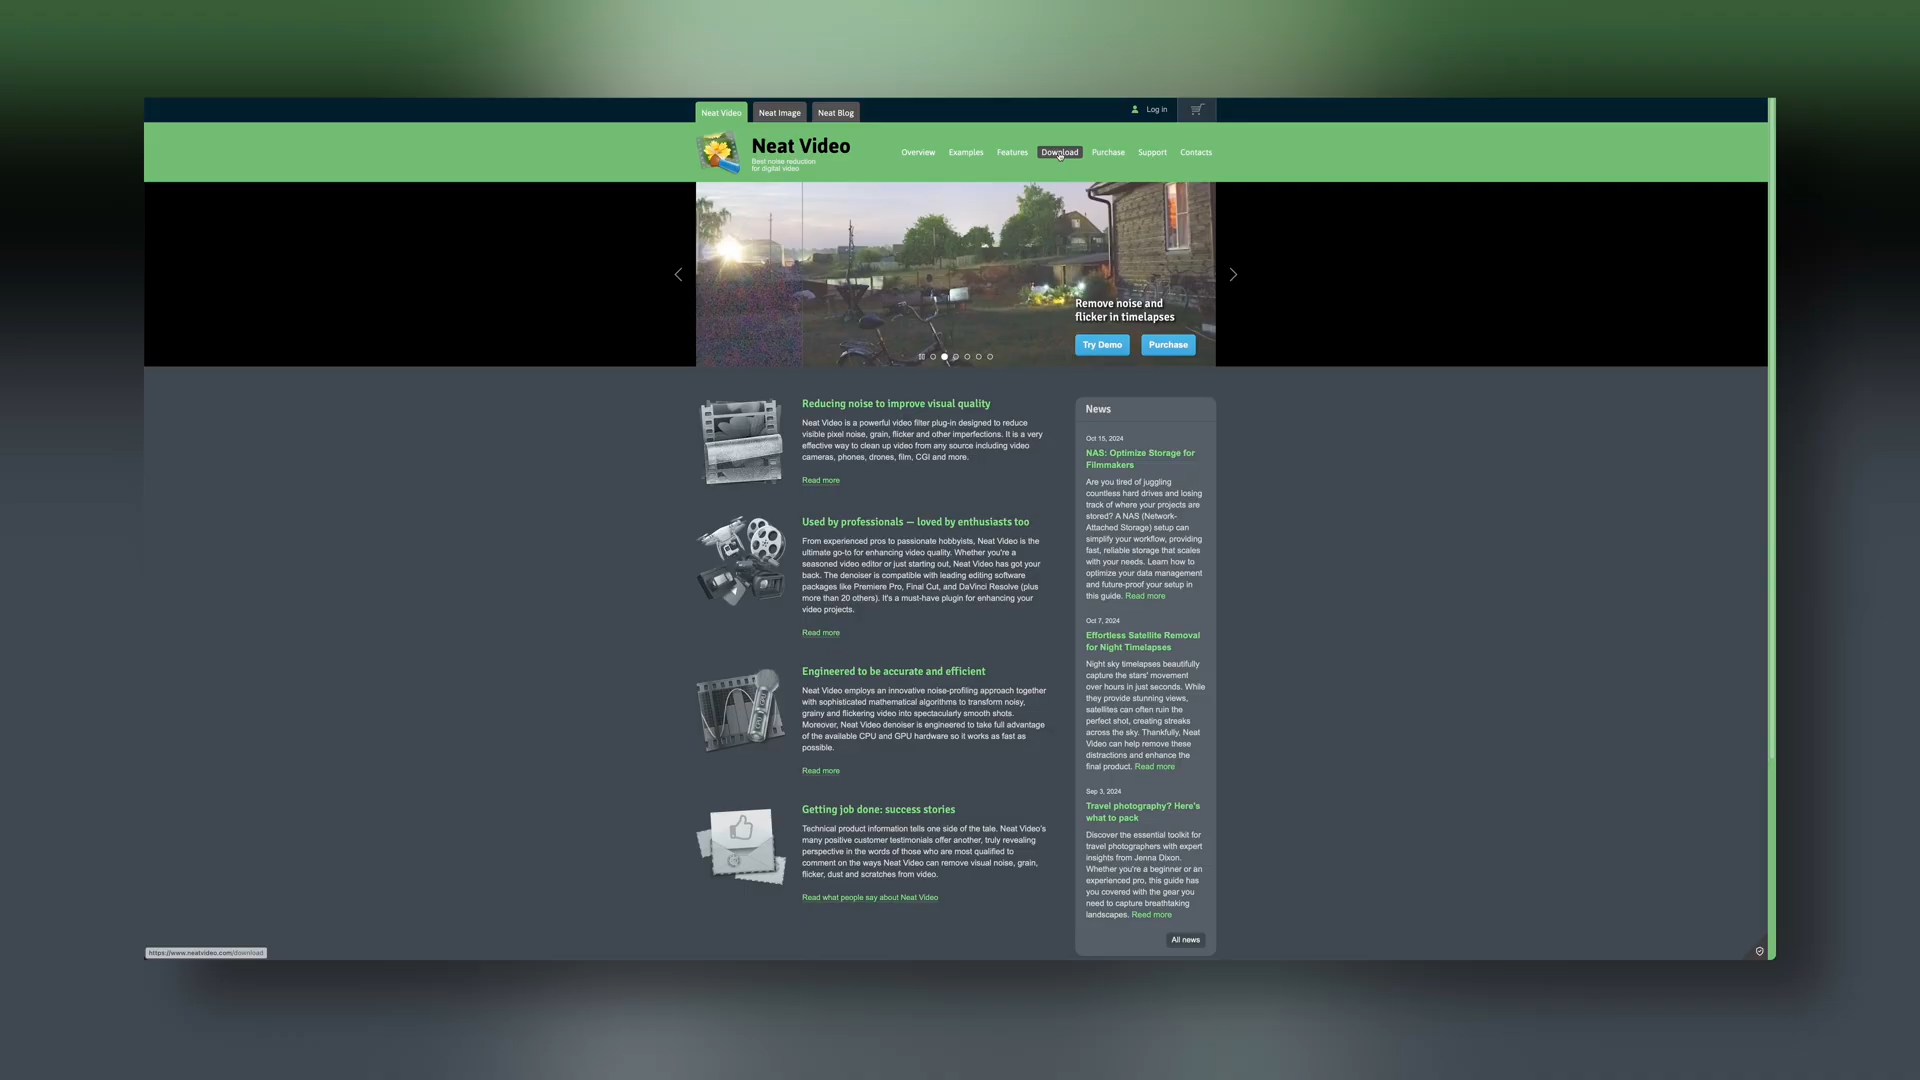 Neat Video
Neat Image
Neat Blog
Log in
Neat Video
Best noise reduction
for digital video
Overview
Examples
Features
Download
Purchase
Support
Contacts
Remove noise and
flicker in timelapses
Try Demo
Purchase
Reducing noise to improve visual quality
Neat Video is a powerful video filter plug-in designed to reduce
visible pixel noise, grain, flicker and other imperfections. It is a very
effective way to clean up video from any source including video
cameras, phones, drones, film, CGI and more.
Read more
Used by professionals — loved by enthusiasts too
From experienced pros to passionate hobbyists, Neat Video is the
ultimate go-to for enhancing video quality. Whether you're a
seasoned video editor or just starting out, Neat Video has got your
back. The denoiser is compatible with leading editing software
packages like Premiere Pro, Final Cut, and DaVinci Resolve (plus
more than 20 others). It's a must-have plugin for enhancing your
video projects.
Read more
Engineered to be accurate and efficient
Neat Video employs an innovative noise-profiling approach together
with sophisticated mathematical algorithms to transform noisy,
grainy and flickering video into spectacularly smooth shots.
Moreover, Neat Video denoiser is engineered to take full advantage
of the available CPU and GPU hardware so it works as fast as
possible.
Read more
Getting job done: success stories
Technical product information tells one side of the tale. Neat Video's
many positive customer testimonials offer another, truly revealing
perspective in the words of those who are most qualified to
comment on the ways Neat Video can remove visual noise, grain,
flicker, dust and scratches from video.
Read what people say about Neat Video
News
Oct 15, 2024
NAS: Optimize Storage for
Filmmakers
Are you tired of juggling
countless hard drives and losing
track of where your projects are
stored? A NAS (Network-
Attached Storage) setup can
simplify your workflow, providing
fast, reliable storage that scales
with your needs. Learn how to
optimize your data management
and future-proof your setup in
this guide. Read more
Oct 7, 2024
Effortless Satellite Removal
for Night Timelapses
Night sky timelapses beautifully
capture the stars' movement
over hours in just seconds. While
they provide stunning views,
satellites can often ruin the
perfect shot, creating streaks
across the sky. Thankfully, Neat
Video can help remove these
distractions and enhance the
final product. Read more
Sep 3, 2024
Travel photography? Here's
what to pack
Discover the essential toolkit for
travel photographers with expert
insights from Jenna Dixon.
Whether you're a beginner or an
experienced pro, this guide has
you covered with the gear you
need to capture breathtaking
landscapes. Reed more
All news
https://www.neatvideo.com/download